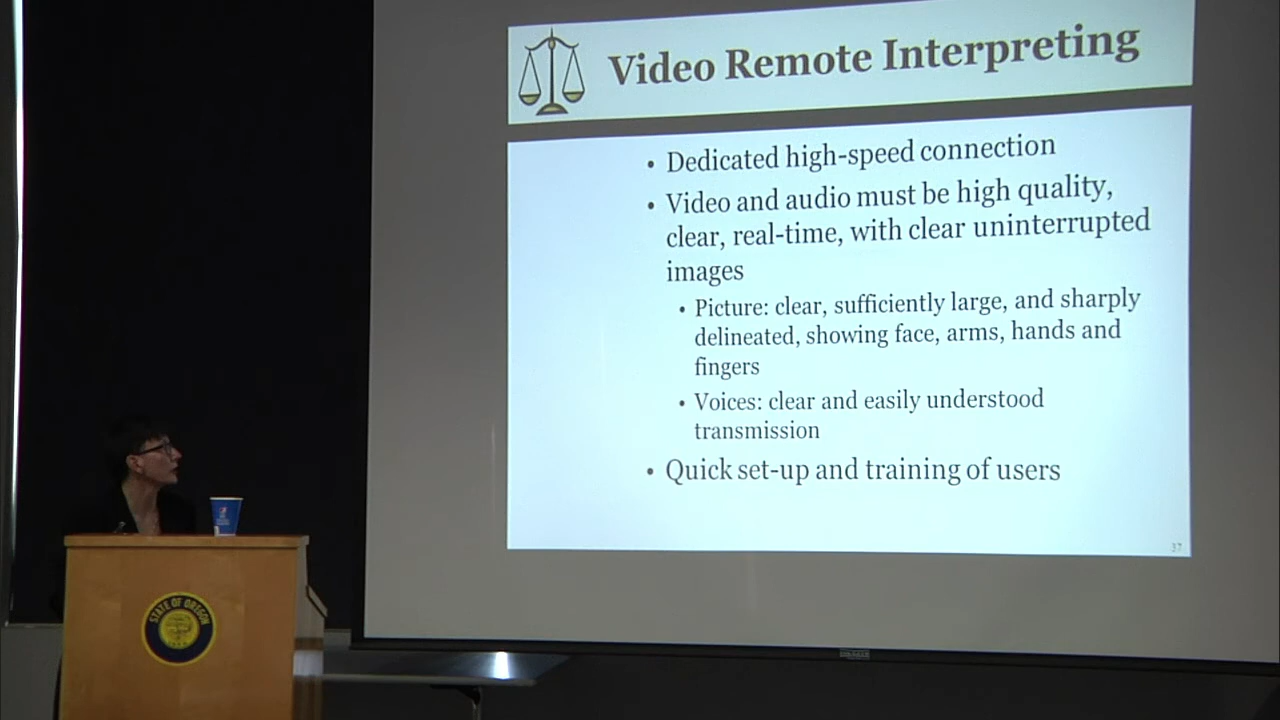 Video Remote Interpreting
• Dedicated high-speed connection
• Video and audio must be high quality,
clear, real-time, with clear uninterrupted
images
• Picture: clear, sufficiently large, and sharply
delineated, showing face, arms, hands and
fingers
• Voices: clear and easily understood
transmission
• Quick set-up and training of users
37
STATE OF OREGON